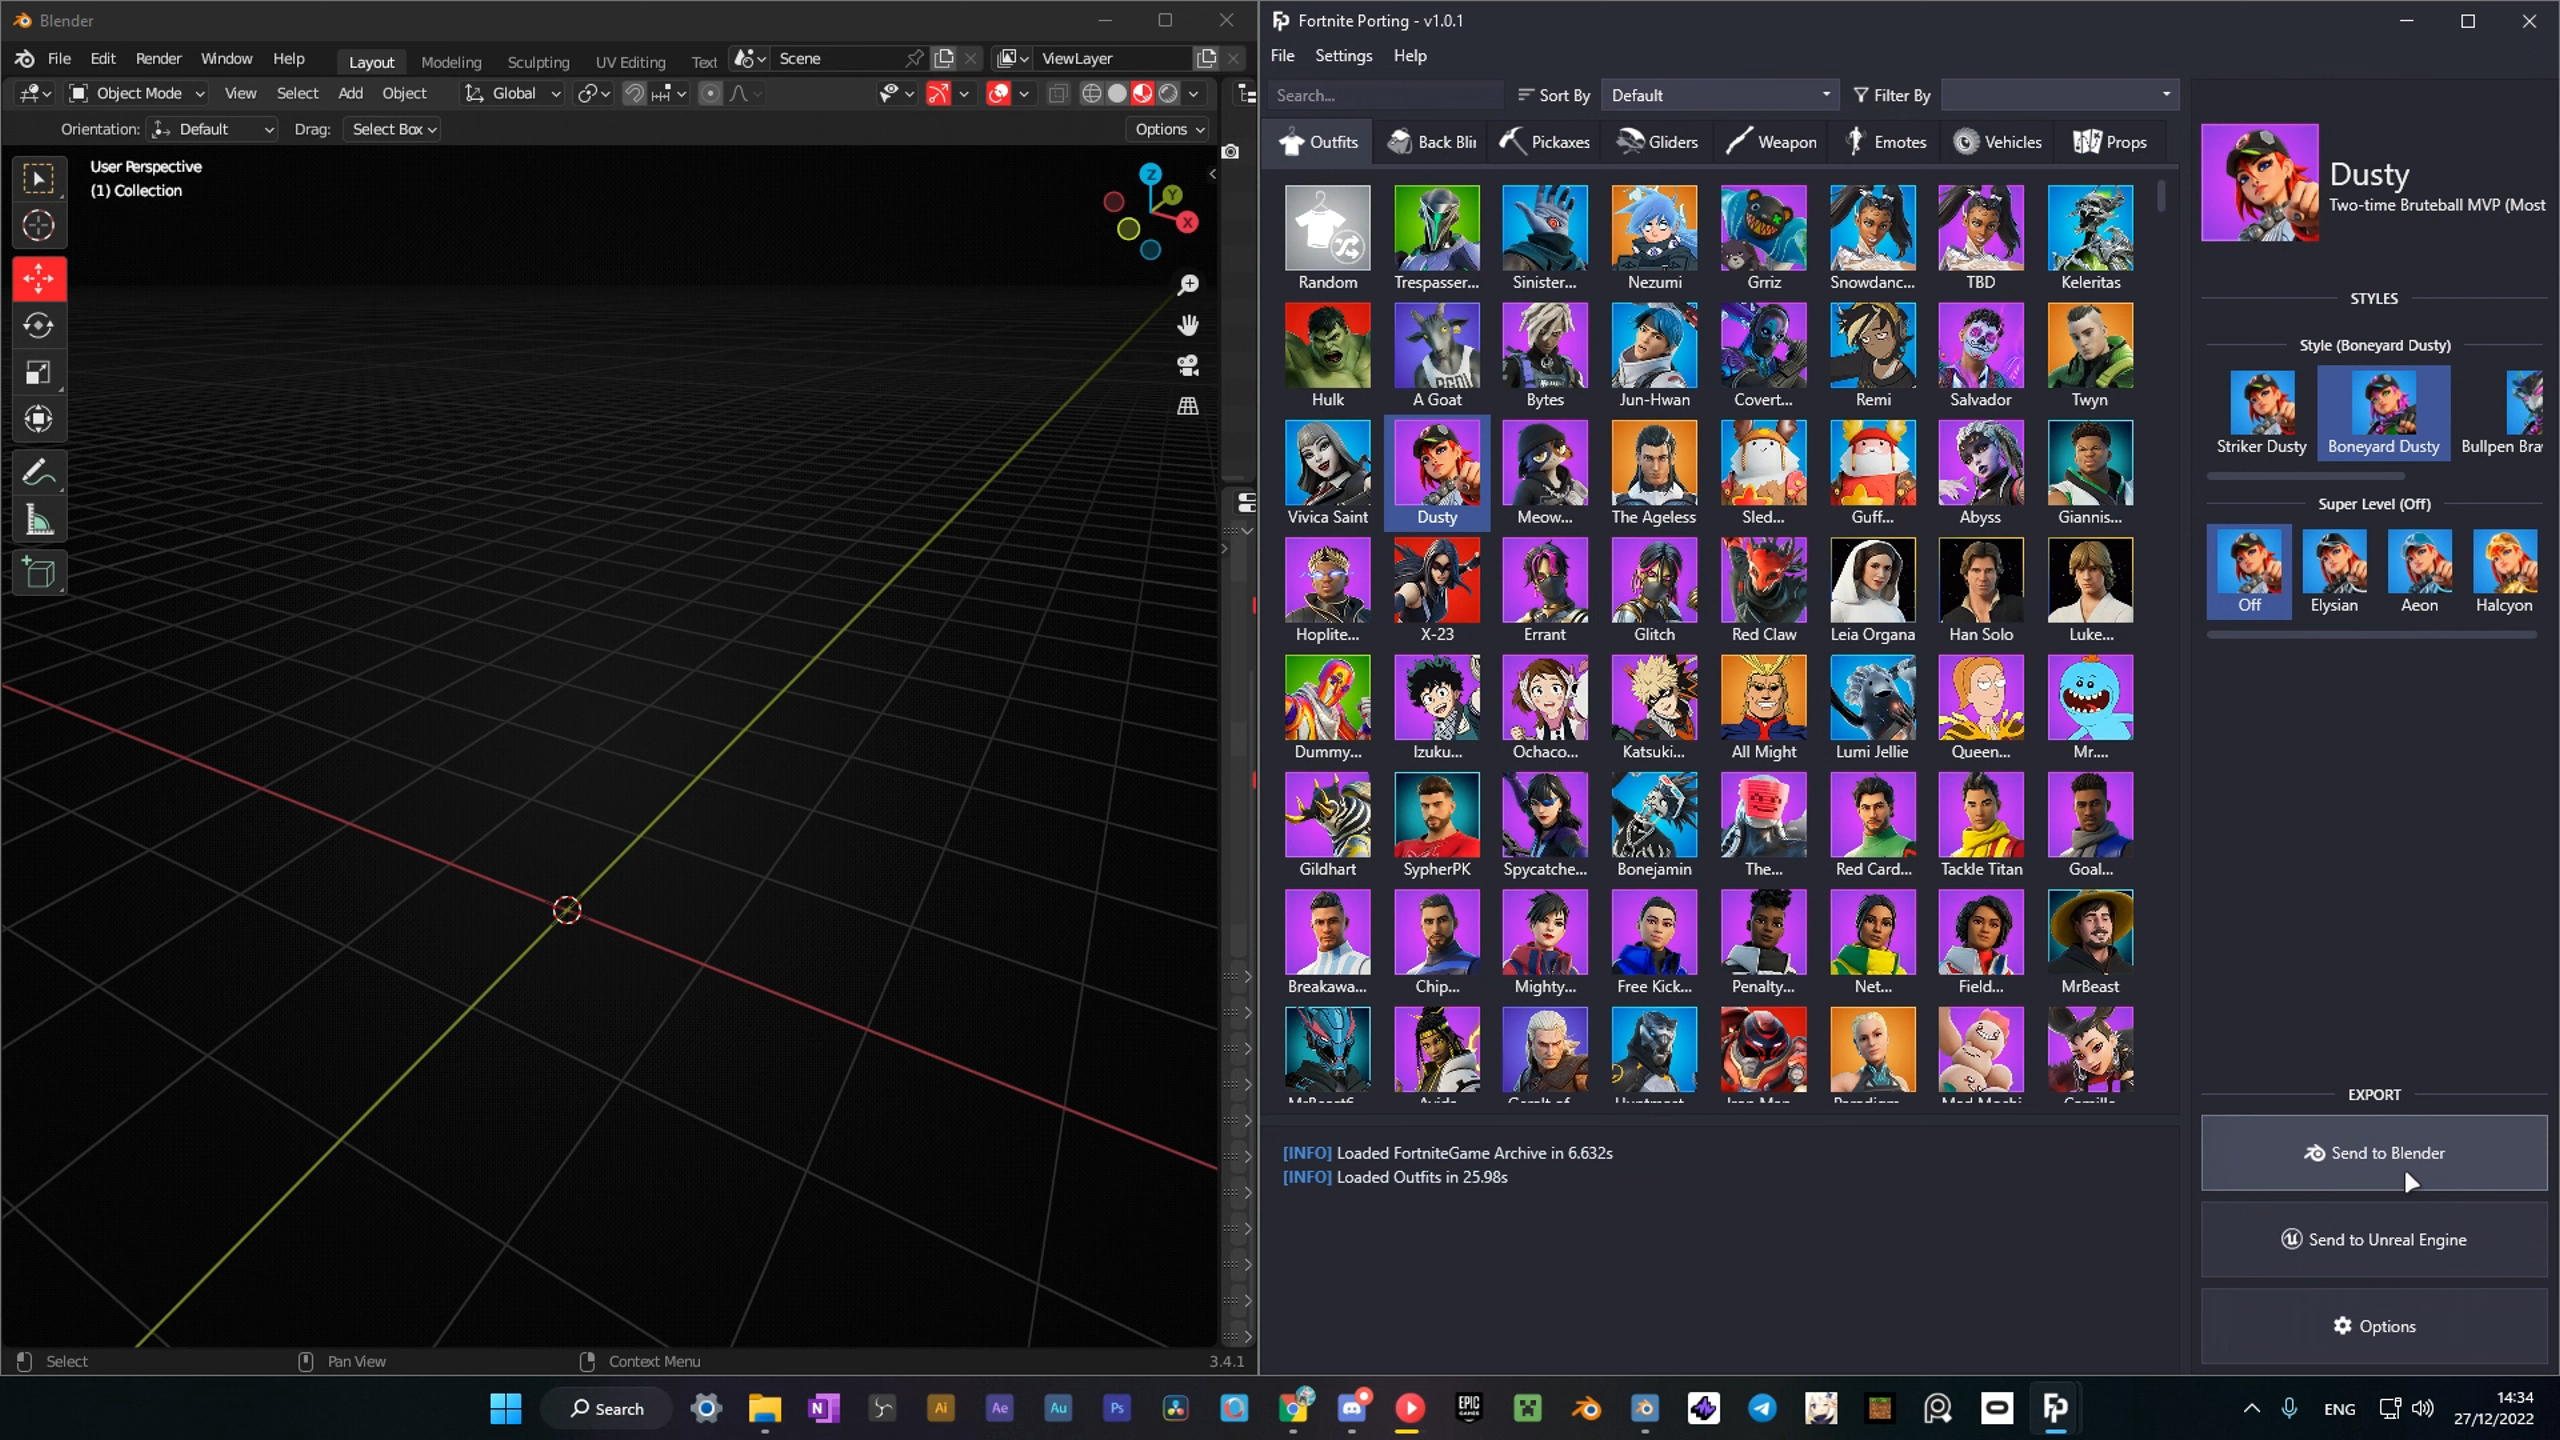 Blender
File Edit Render Window Help Layout Modeling Sculpting UV Editing Text Scene ViewLayer
Object Mode View Select Add Object Global
Orientation: Default Drag: Select Box Options
User Perspective
(1) Collection
Z
Y
X
Select Pan View Context Menu 3.4.1
Fortnite Porting - v1.0.1
File Settings Help
Search... Sort By Default Filter By
Outfits Back Bli Pickaxes Gliders Weapon Emotes Vehicles Props
Random Trespasser... Sinister... Nezumi Grriz Snowdanc... TBD Keleritas
Hulk A Goat Bytes Jun-Hwan Covert... Remi Salvador Twyn
Vivica Saint Dusty Meow... The Ageless Sled... Guff... Abyss Giannis...
Hoplite... X-23 Errant Glitch Red Claw Leia Organa Han Solo Luke...
Dummy... Izuku... Ochaco... Katsuki... All Might Lumi Jellie Queen... Mr....
Gildhart SypherPK Spycatche... Bonejamin The... Red Card... Tackle Titan Goal...
Breakawa... Chip... Mighty... Free Kick... Penalty... Net... Field... MrBeast
[INFO] Loaded FortniteGame Archive in 6.632s
[INFO] Loaded Outfits in 25.98s
Dusty
Two-time Bruteball MVP (Most
STYLES
Style (Boneyard Dusty)
Striker Dusty Boneyard Dusty Bullpen Bra
Super Level (Off)
Off Elysian Aeon Halcyon
EXPORT
Send to Blender
Send to Unreal Engine
Options
Search N Ai Ae Au Ps EPIC GAMES ENG 14:34
27/12/2022